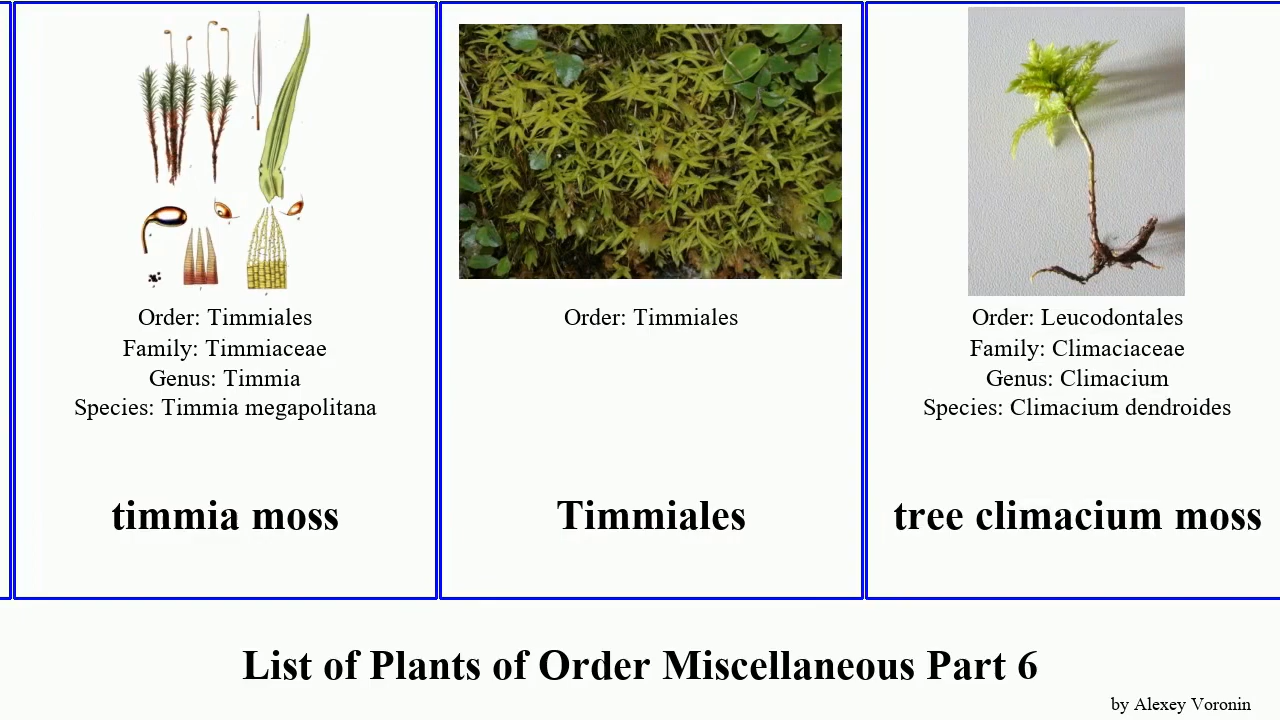 Order: Timmiales
Family: Timmiaceae
Genus: Timmia
Species: Timmia megapolitana
timmia moss
Order: Timmiales
Timmiales
Order: Leucodontales
Family: Climaciaceae
Genus: Climacium
Species: Climacium dendroides
tree climacium moss
List of Plants of Order Miscellaneous Part 6
by Alexey Voronin